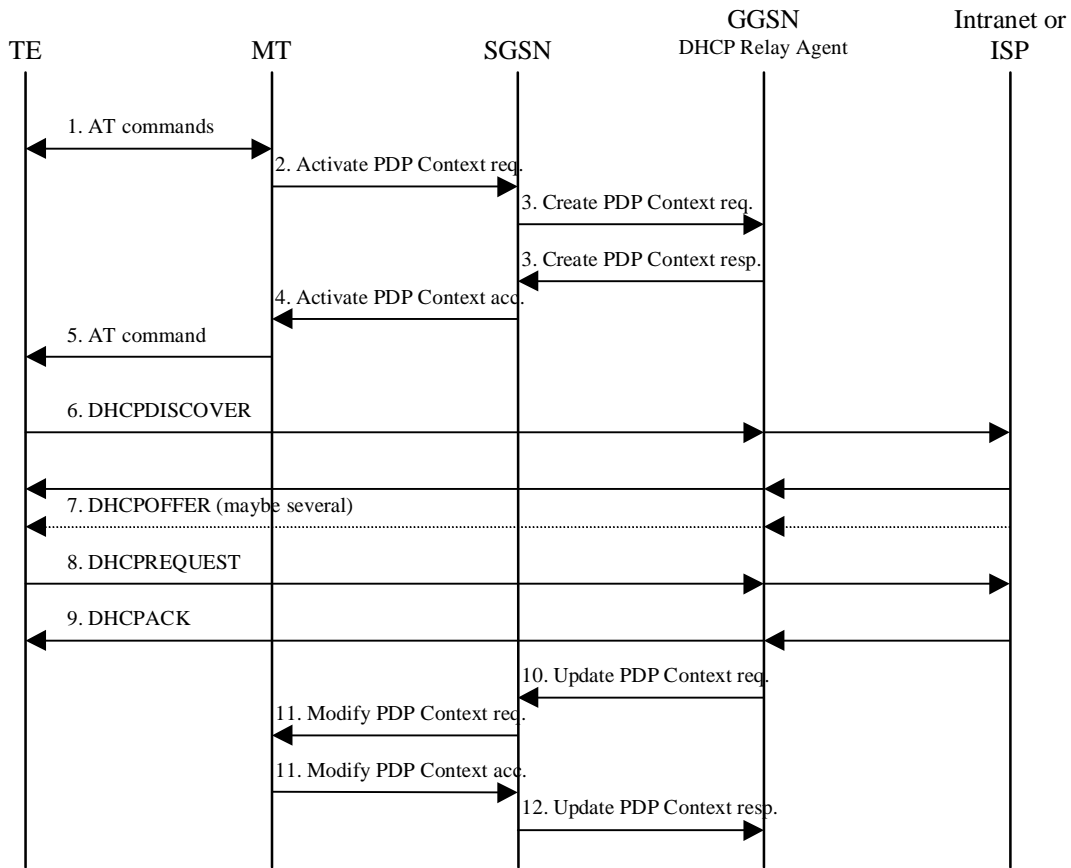 GGSN
Intranet or
TE
MT
SGSN
DHCP Relay Agent
ISP
1. AT commands
2. Activate PDP Context req.
3. Create PDP Context req.
3. Create PDP Context resp.
4. Activate PDP Context acc.
5. AT command
6. DHCPDISCOVER
7. DHCPOFFER (maybe several)
8. DHCPREQUEST
9. DHCPACK
10. Update PDP Context req.
11. Modify PDP Context req.
11. Modify PDP Context acc.
12. Update PDP Context resp.